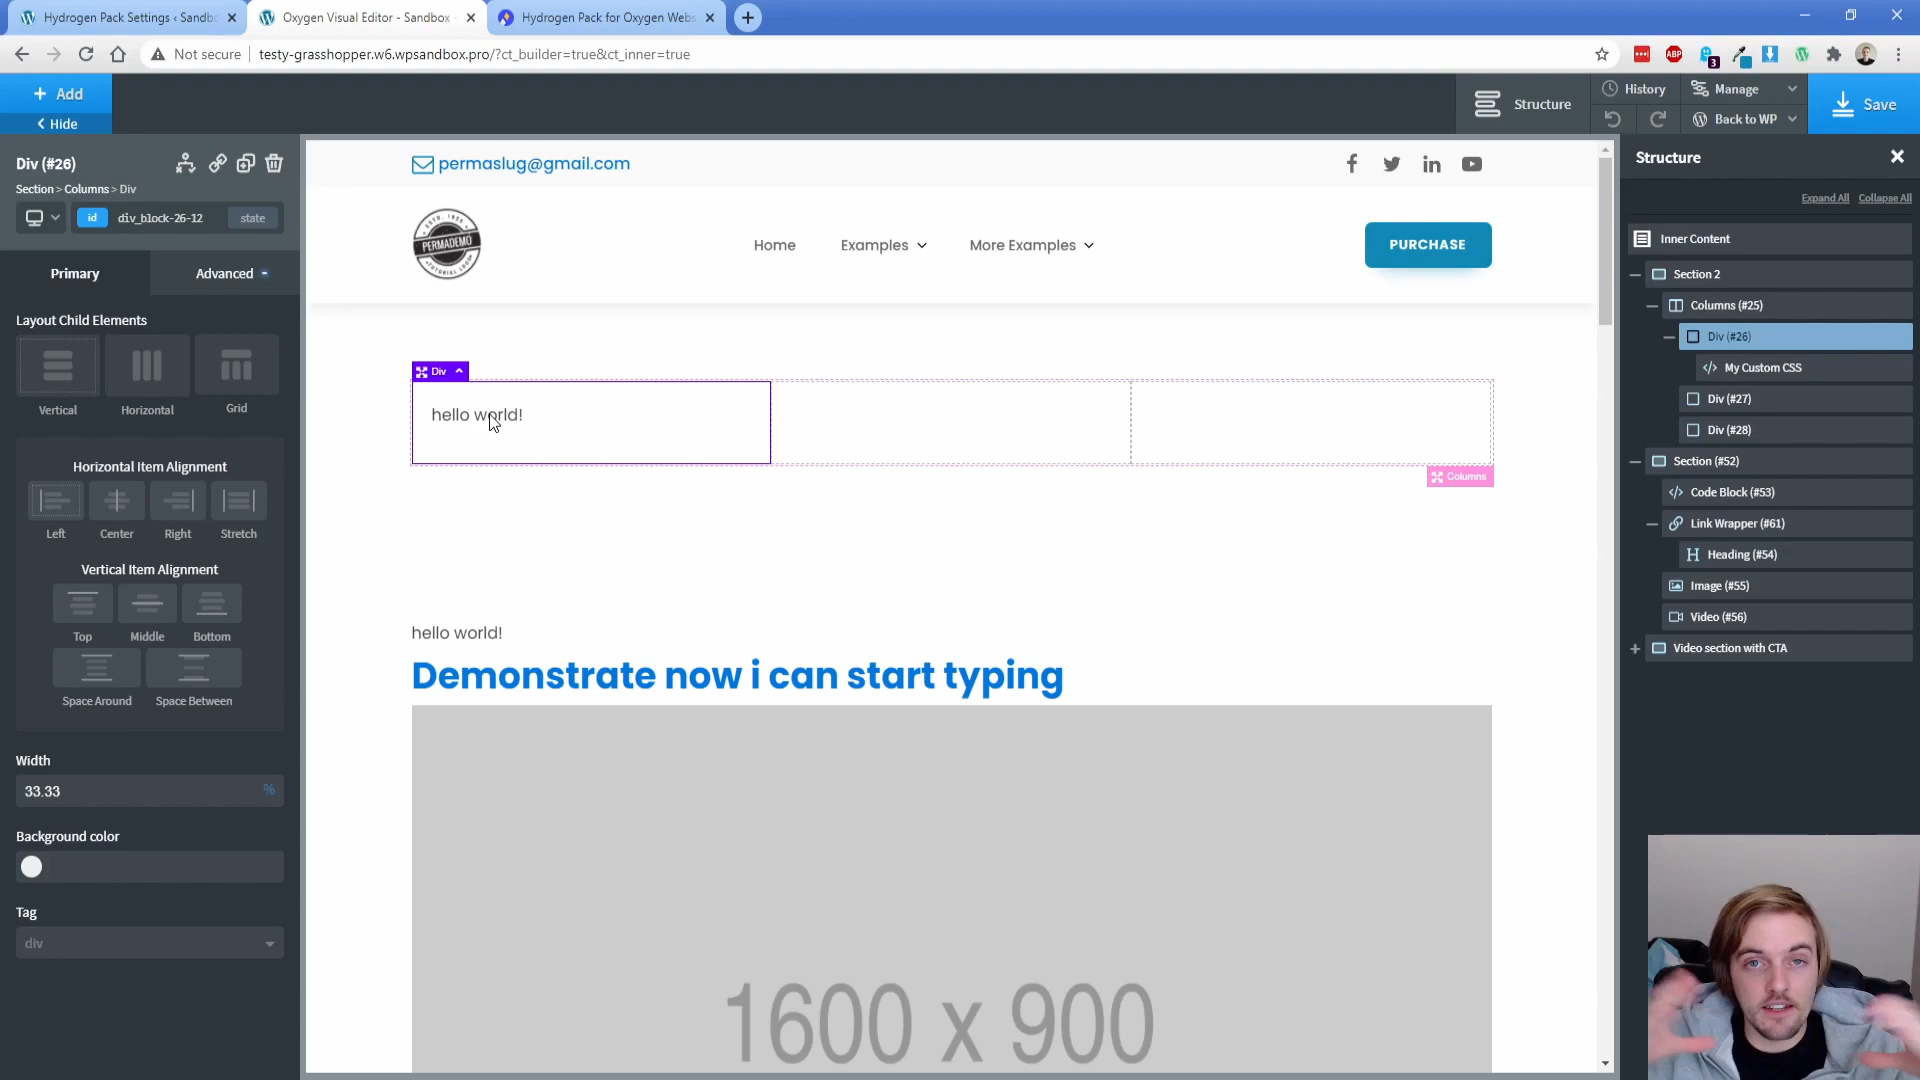 Hydrogen Pack Settings ‹ Sandbo
Oxygen Visual Editor - Sandbox -
Hydrogen Pack for Oxygen Webs
Not secure
testy-grasshopper.w6.wpsandbox.pro/?ct_builder=true&ct_inner=true
ABP
3
+ Add
Hide
Structure
History
Manage
Back to WP
Save
Div (#26)
Section > Columns > Div
id
div_block-26-12
state
Primary
Advanced
Layout Child Elements
Vertical
Horizontal
Grid
Horizontal Item Alignment
Left
Center
Right
Stretch
Vertical Item Alignment
Top
Middle
Bottom
Space Around
Space Between
Width
33.33
%
Background color
Tag
div
permaslug@gmail.com
PERMADEMO
Home
Examples
More Examples
PURCHASE
Div
hello world!
Columns
hello world!
Demonstrate now i can start typing
1600 x 900
Structure
Expand All
Collapse All
Inner Content
Section 2
Columns (#25)
Div (#26)
My Custom CSS
Div (#27)
Div (#28)
Section (#52)
Code Block (#53)
Link Wrapper (#61)
Heading (#54)
Image (#55)
Video (#56)
Video section with CTA